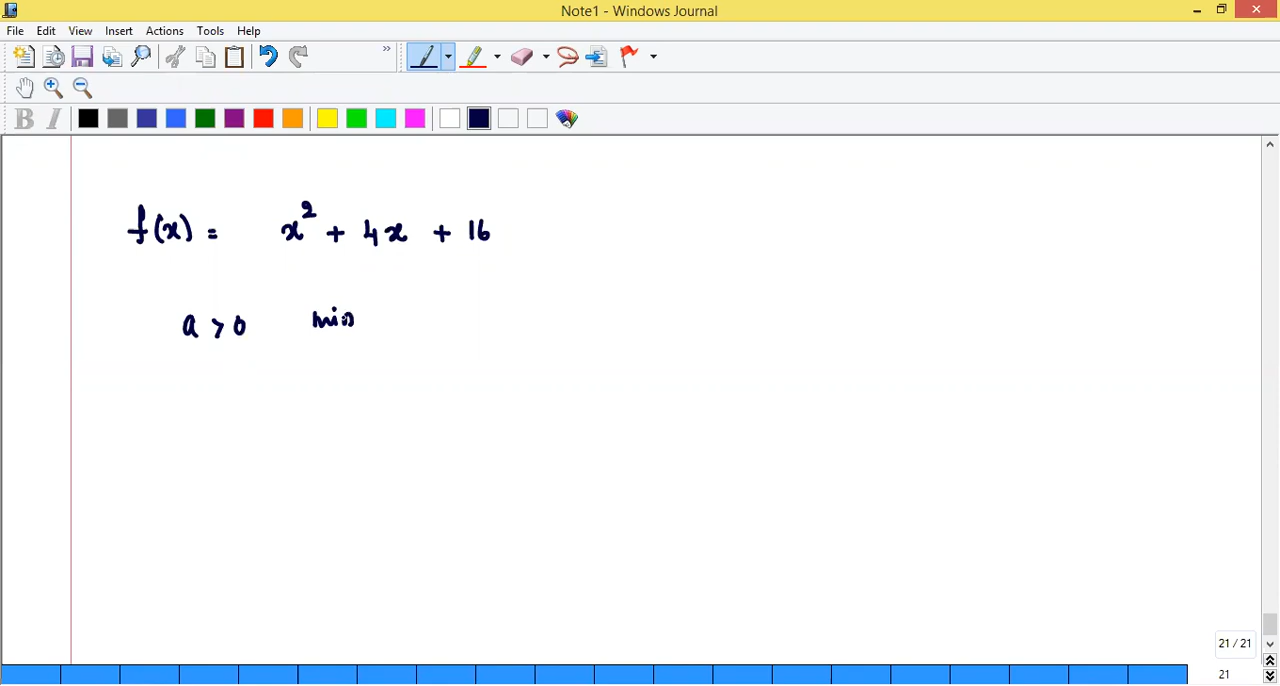 Note1 - Windows Journal
File Edit View Insert Actions Tools Help
»
B I
f(x) = x² + 4x + 16
a > 0 min
21 / 21
21